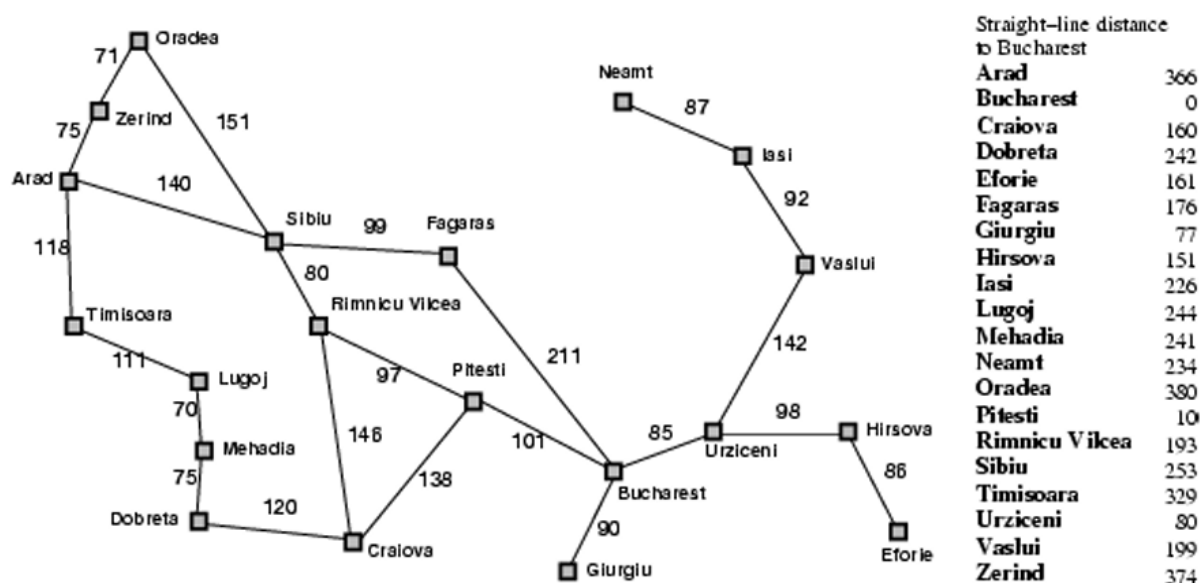 Oradea
71
Neamt
87
Zerind
151
75
Iasi
Arad
140
92
Sibiu
99
Fagaras
118
80
Vaslui
Timisoara
Rimnicu Vilcea
142
111
Lugoj
97
Pitesti
211
70
98
Hirsova
146
85
Mehadia
101
Urziceni
86
75
138
Bucharest
Dobreta
120
90
Craiova
Eforie
Giurgiu
Straight–line distance
to Bucharest
Arad 366
Bucharest 0
Craiova 160
Dobreta 242
Eforie 161
Fagaras 176
Giurgiu 77
Hirsova 151
Iasi 226
Lugoj 244
Mehadia 241
Neamt 234
Oradea 380
Pitesti 10
Rimnicu Vilcea 193
Sibiu 253
Timisoara 329
Urziceni 80
Vaslui 199
Zerind 374